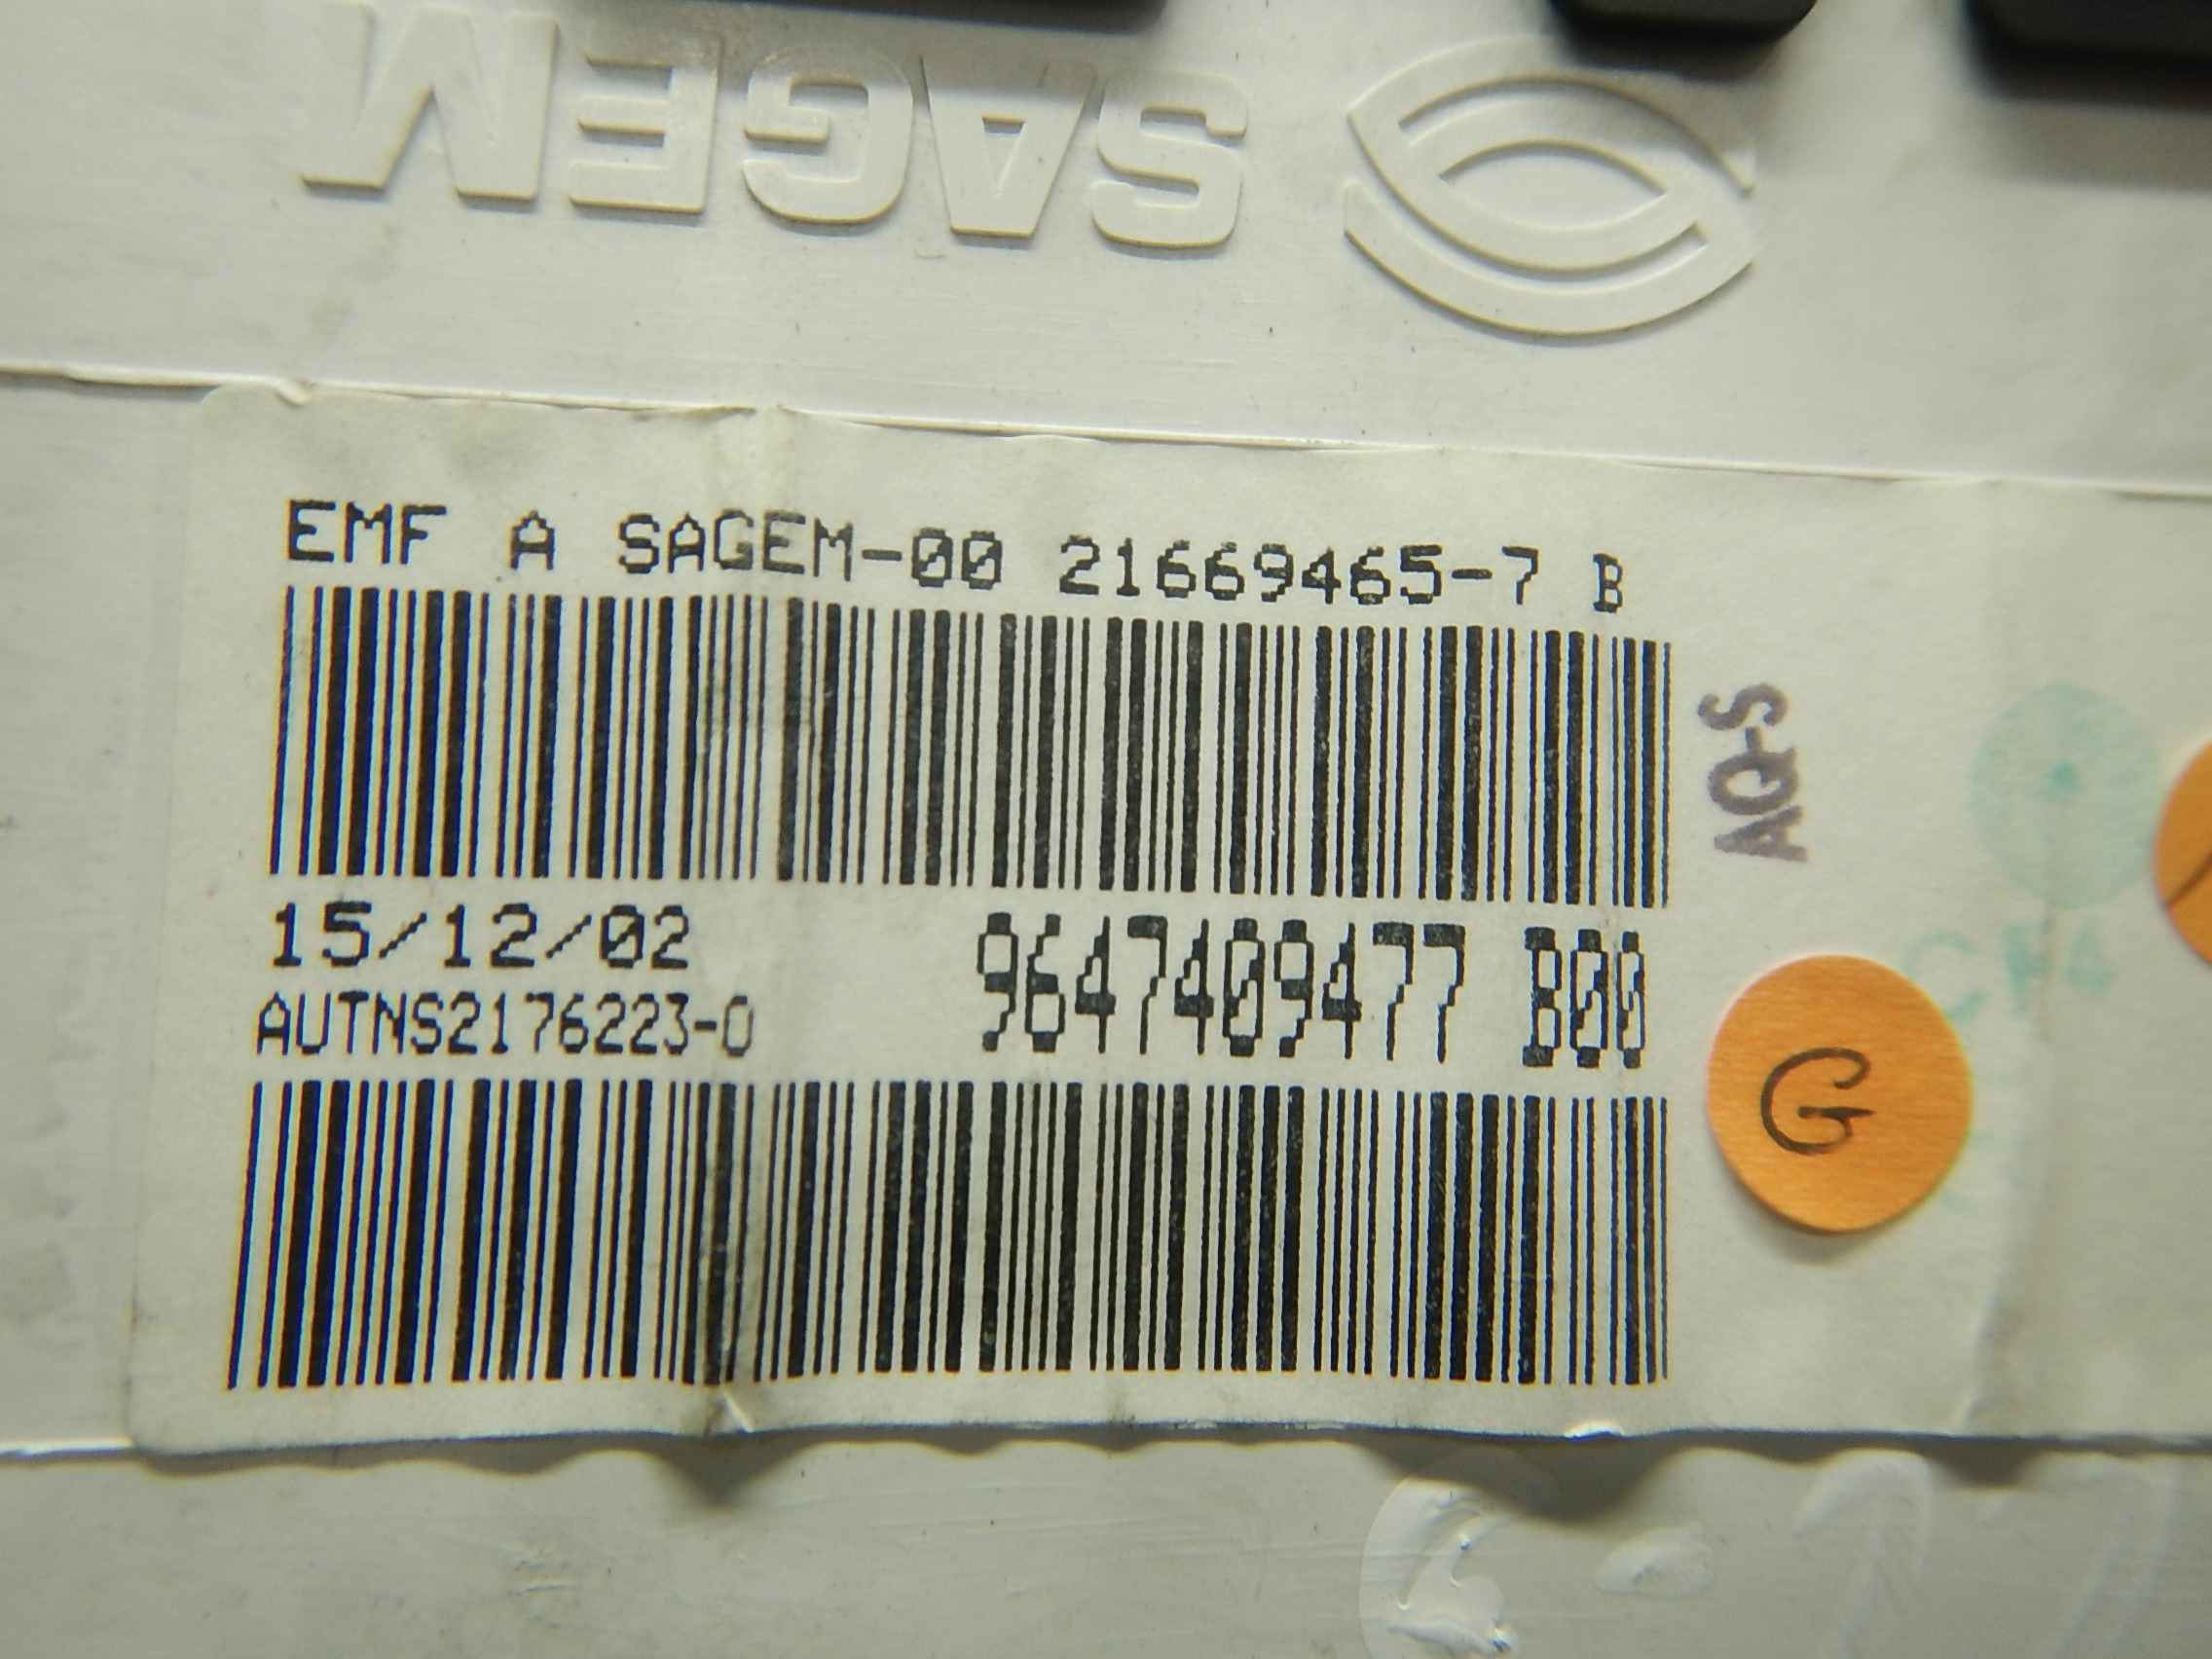 SAGEM
EMF A SAGEM-00 21669465-7 B
AQ-S
15/12/02
9647409477 B00
AUTNS2176223-0
G